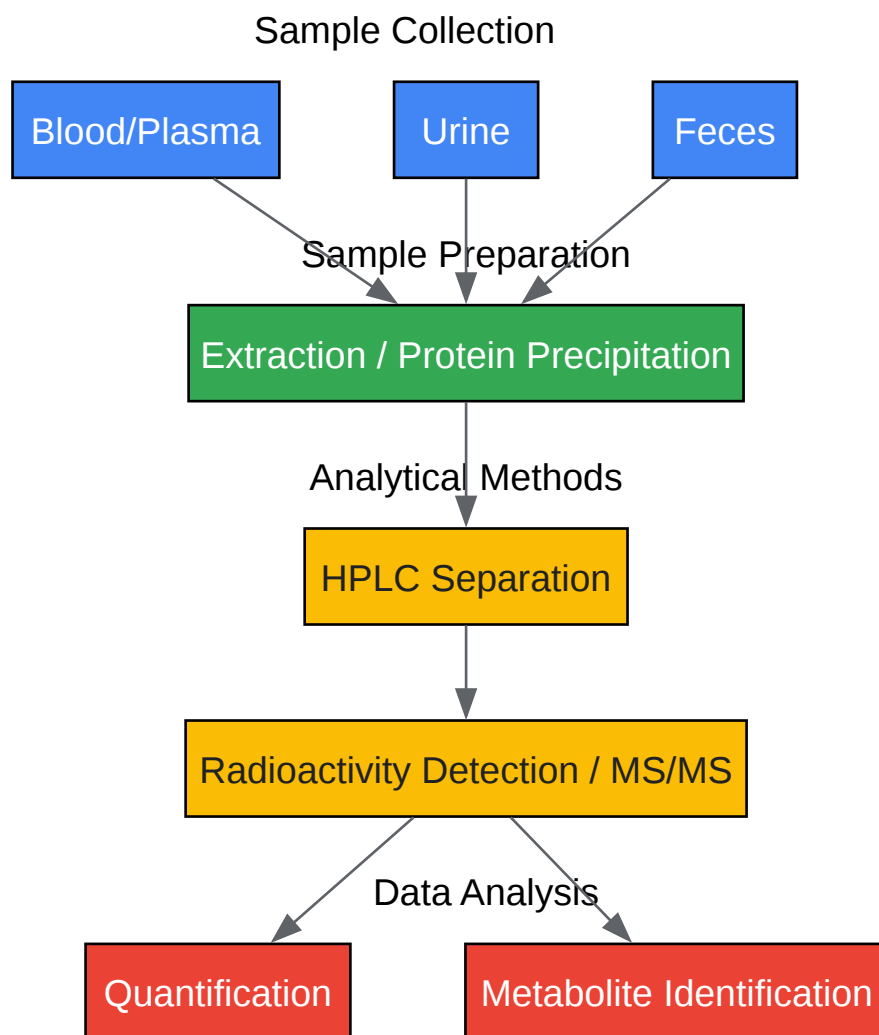 Sample Collection
Blood/Plasma
Urine
Feces
Sample Preparation
Extraction / Protein Precipitation
Analytical Methods
HPLC Separation
Radioactivity Detection / MS/MS
Data Analysis
Quantification
Metabolite Identification